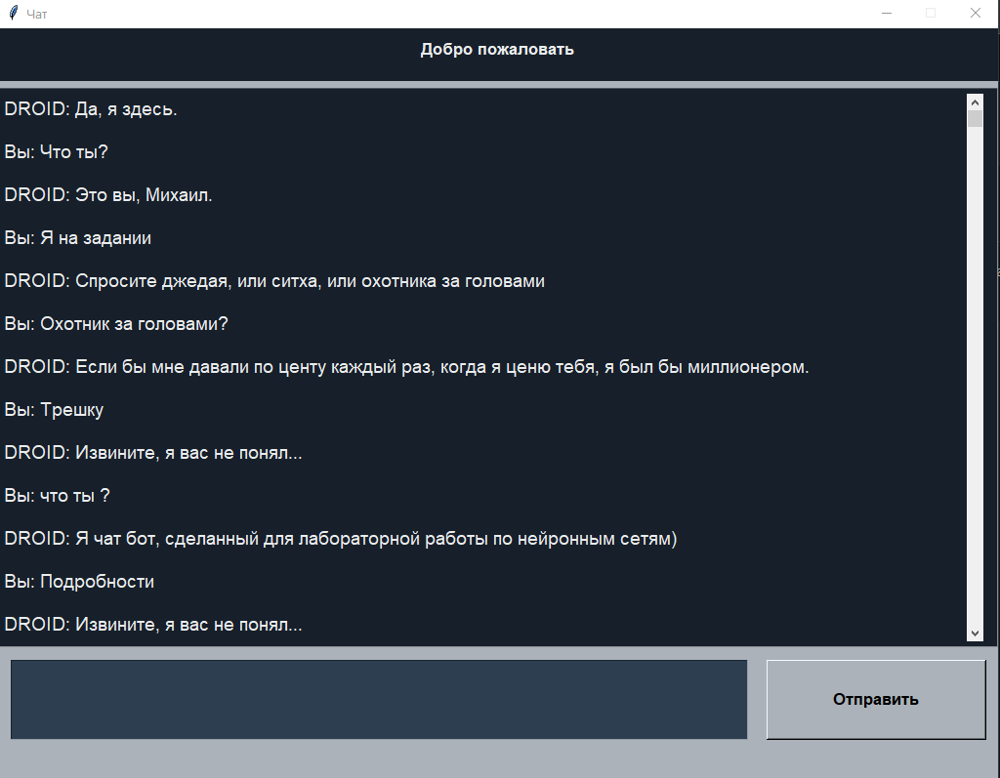 Чат
Добро пожаловать
DROID: Да, я здесь.
Вы: Что ты?
DROID: Это вы, Михаил.
Вы: Я на задании
DROID: Спросите джедая, или ситха, или охотника за головами
Вы: Охотник за головами?
DROID: Если бы мне давали по центу каждый раз, когда я ценю тебя, я был бы миллионером.
Вы: Трешку
DROID: Извините, я вас не понял...
Вы: что ты ?
DROID: Я чат бот, сделанный для лабораторной работы по нейронным сетям)
Вы: Подробности
DROID: Извините, я вас не понял...
Отправить